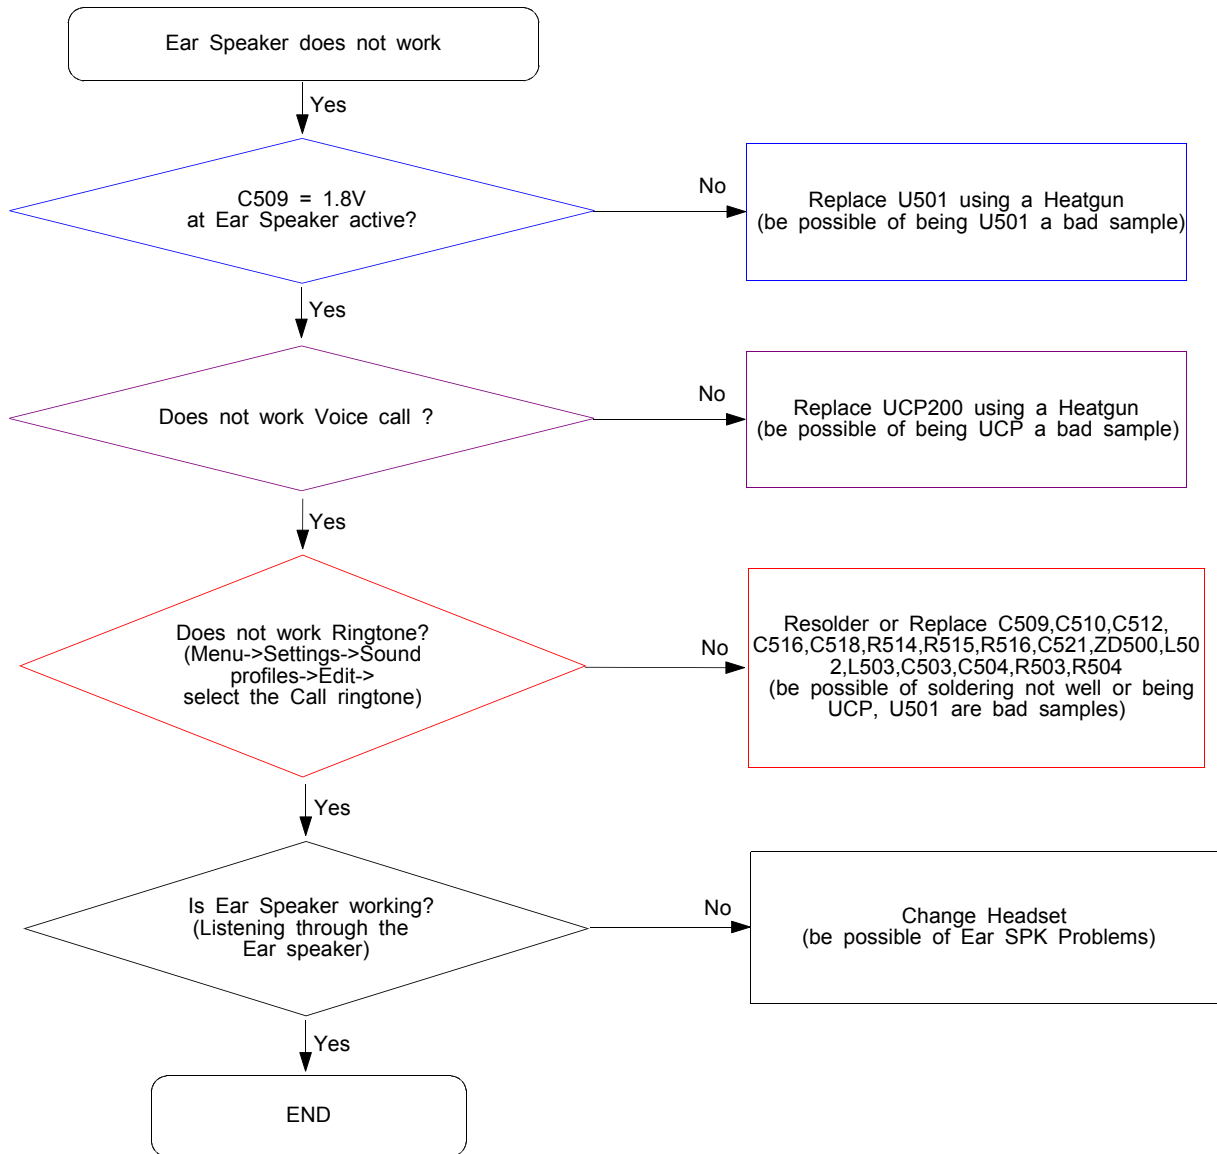 Ear Speaker does not work
Yes
C509 = 1.8V
at Ear Speaker active?
No
Replace U501 using a Heatgun
(be possible of being U501 a bad sample)
Yes
Does not work Voice call ?
No
Replace UCP200 using a Heatgun
(be possible of being UCP a bad sample)
Yes
Does not work Ringtone?
(Menu->Settings->Sound
profiles->Edit->
select the Call ringtone)
No
Resolder or Replace C509,C510,C512,
C516,C518,R514,R515,R516,C521,ZD500,L50
2,L503,C503,C504,R503,R504
(be possible of soldering not well or being
UCP, U501 are bad samples)
Yes
Is Ear Speaker working?
(Listening through the
Ear speaker)
No
Change Headset
(be possible of Ear SPK Problems)
Yes
END